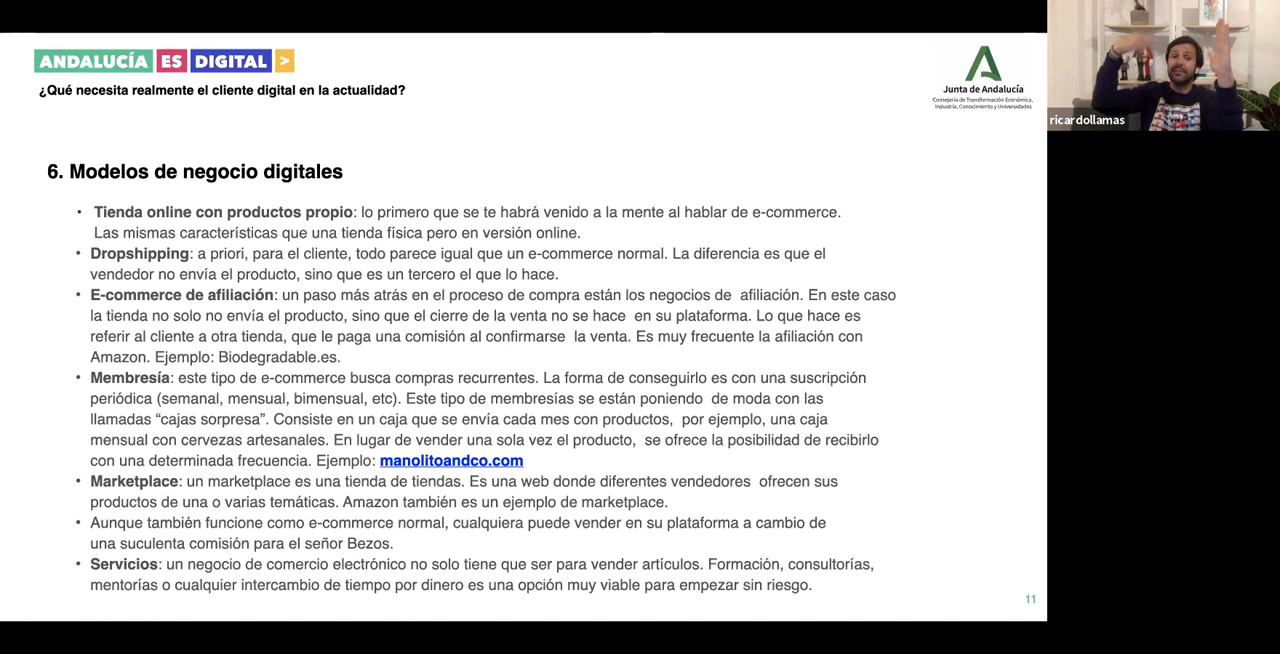 ANDALUCÍA ES DIGITAL >
¿Qué necesita realmente el cliente digital en la actualidad?
Junta de Andalucía
Consejería de Transformación Económica,
Industria, Conocimiento y Universidades
ricardollamas
6. Modelos de negocio digitales
• Tienda online con productos propio: lo primero que se te habrá venido a la mente al hablar de e-commerce.
Las mismas características que una tienda física pero en versión online.
• Dropshipping: a priori, para el cliente, todo parece igual que un e-commerce normal. La diferencia es que el
vendedor no envía el producto, sino que es un tercero el que lo hace.
• E-commerce de afiliación: un paso más atrás en el proceso de compra están los negocios de afiliación. En este caso
la tienda no solo no envía el producto, sino que el cierre de la venta no se hace en su plataforma. Lo que hace es
referir al cliente a otra tienda, que le paga una comisión al confirmarse la venta. Es muy frecuente la afiliación con
Amazon. Ejemplo: Biodegradable.es.
• Membresía: este tipo de e-commerce busca compras recurrentes. La forma de conseguirlo es con una suscripción
periódica (semanal, mensual, bimensual, etc). Este tipo de membresías se están poniendo de moda con las
llamadas “cajas sorpresa”. Consiste en un caja que se envía cada mes con productos, por ejemplo, una caja
mensual con cervezas artesanales. En lugar de vender una sola vez el producto, se ofrece la posibilidad de recibirlo
con una determinada frecuencia. Ejemplo: manolitoandco.com
• Marketplace: un marketplace es una tienda de tiendas. Es una web donde diferentes vendedores ofrecen sus
productos de una o varias temáticas. Amazon también es un ejemplo de marketplace.
• Aunque también funcione como e-commerce normal, cualquiera puede vender en su plataforma a cambio de
una suculenta comisión para el señor Bezos.
• Servicios: un negocio de comercio electrónico no solo tiene que ser para vender artículos. Formación, consultorías,
mentorías o cualquier intercambio de tiempo por dinero es una opción muy viable para empezar sin riesgo.
11